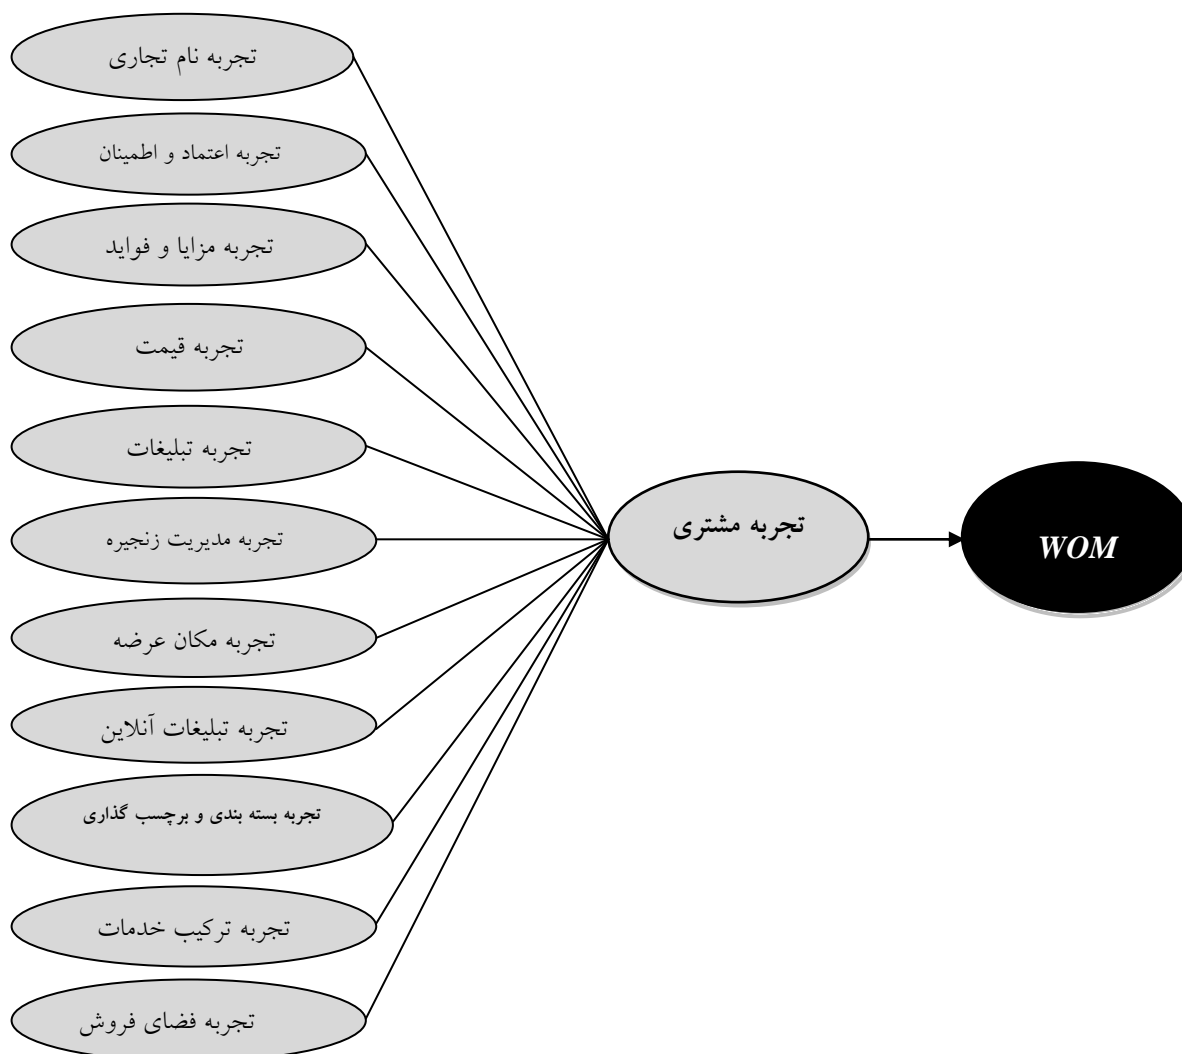 تجربه نام تجاری
تجربه اعتماد و اطمینان
تجربه مزایا و فواید
تجربه قیمت
تجربه تبلیغات
تجربه مدیریت زنجیره
تجربه مکان عرضه
تجربه تبلیغات آنلاین
تجربه بسته بندی و برچسب گذاری
تجربه ترکیب خدمات
تجربه فضای فروش
تجربه مشتری
WOM